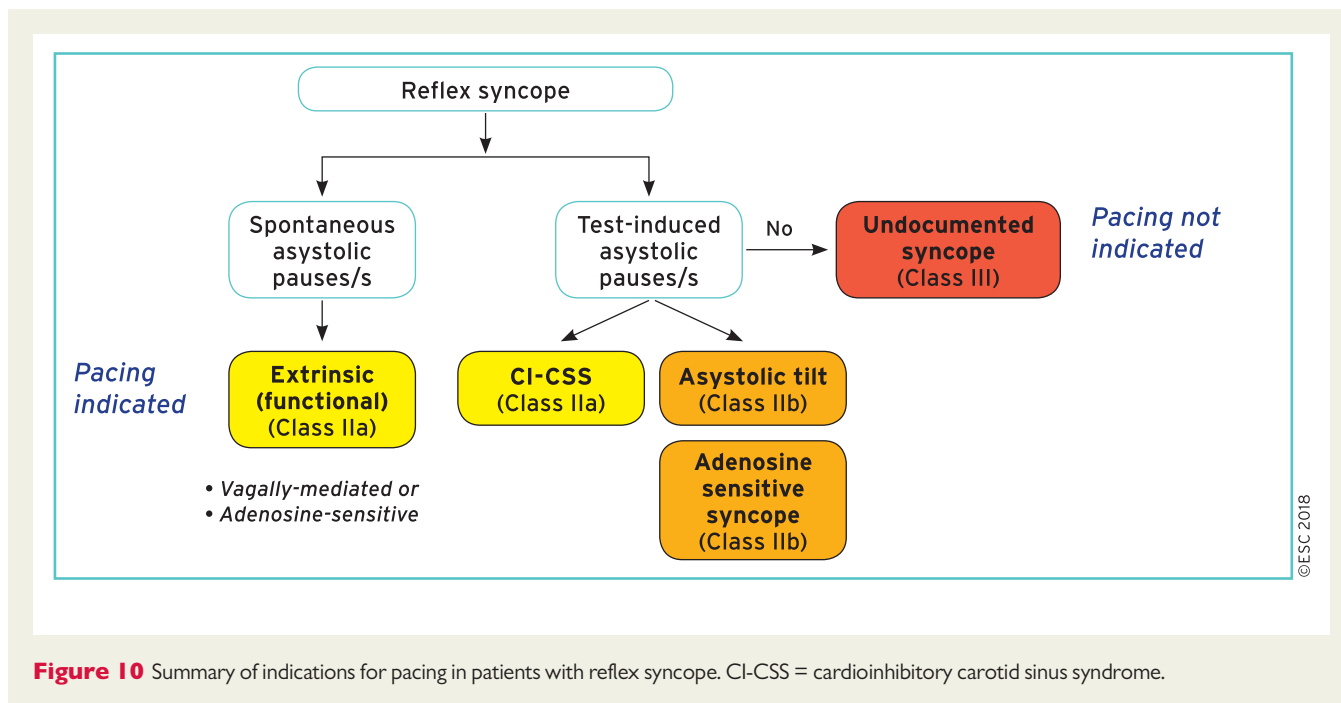 Reflex syncope
Spontaneous
asystolic
pauses/s
Test-induced
asystolic
pauses/s
No
Undocumented
syncope
(Class III)
Pacing not
indicated
Pacing
indicated
Extrinsic
(functional)
(Class IIa)
CI-CSS
(Class IIa)
Asystolic tilt
(Class IIb)
• Vagally-mediated or
• Adenosine-sensitive
Adenosine
sensitive
syncope
(Class IIb)
©ESC 2018
Figure 10 Summary of indications for pacing in patients with reflex syncope. CI-CSS = cardioinhibitory carotid sinus syndrome.